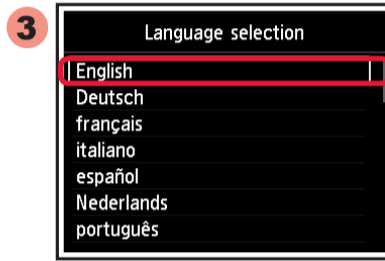 3
Language selection
English
Deutsch
français
italiano
español
Nederlands
português